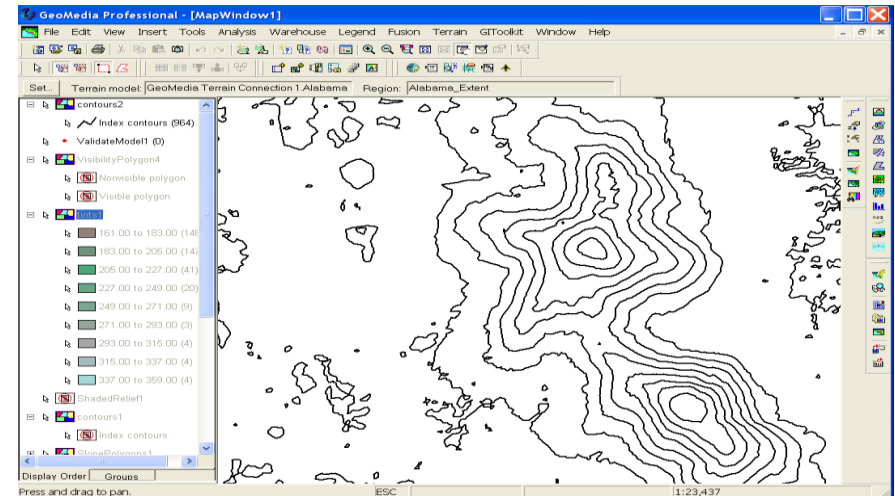 GeoMedia Professional - [MapWindow1]
File Edit View Insert Tools Analysis Warehouse Legend Fusion Terrain GIToolkit Window Help
Set... Terrain model: GeoMedia Terrain Connection 1.Alabama Region: Alabama_Extent
contours2
Index contours (964)
ValidateModel1 (0)
VisibilityPolygon4
Nonvisible polygon
Visible polygon
tints1
161.00 to 183.00 (148
183.00 to 205.00 (147
205.00 to 227.00 (41)
227.00 to 249.00 (20)
249.00 to 271.00 (9)
271.00 to 293.00 (3)
293.00 to 315.00 (4)
315.00 to 337.00 (4)
337.00 to 359.00 (4)
ShadedRelief1
contours1
Index contours
SlopePolygons1
Display Order Groups
Press and drag to pan. ESC 1:23,437